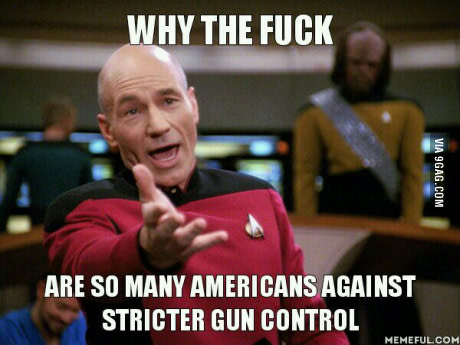 WHY THE FUCK
VIA 9GAG.COM
ARE SO MANY AMERICANS AGAINST
STRICTER GUN CONTROL
MEMEFUL.COM